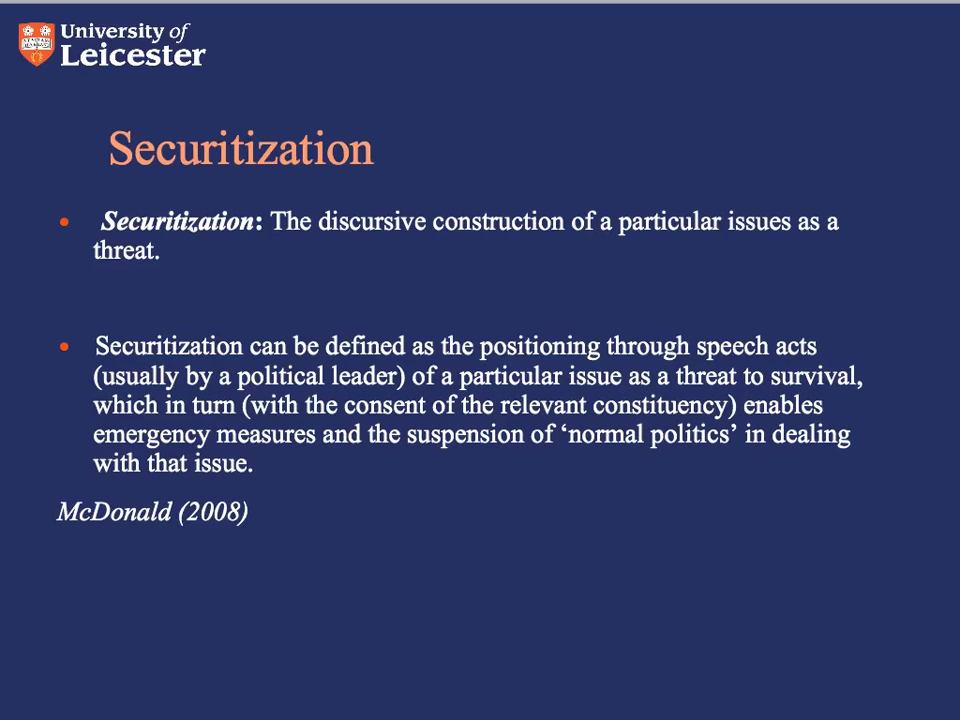 University of
Leicester
Securitization
• Securitization: The discursive construction of a particular issues as a
threat.
• Securitization can be defined as the positioning through speech acts
(usually by a political leader) of a particular issue as a threat to survival,
which in turn (with the consent of the relevant constituency) enables
emergency measures and the suspension of ‘normal politics’ in dealing
with that issue.
McDonald (2008)